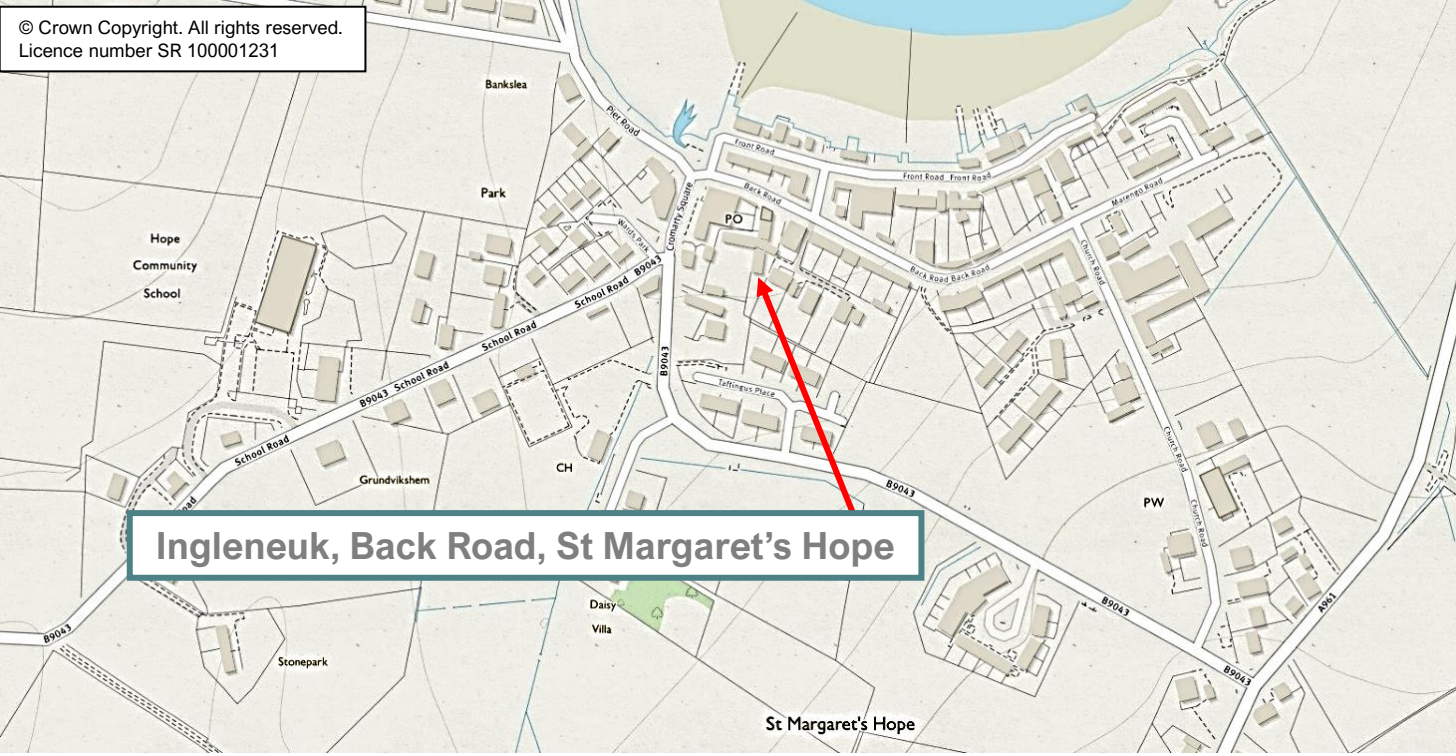 © Crown Copyright. All rights reserved.
Licence number SR 100001231
Bankslea
Pier Road
Front Road
Front Road Front Road
Park
Back Road
Marengo Road
PO
Cromarty Square
Wards Park
Hope
Community
School
Church Road
Back Road Back Road
School Road B9043
School Road
B9043 School Road
B9043
Taftingus Place
School Road
Church Road
CH
Grundvikshem
B9043
PW
oad
Church Road
Ingleneuk, Back Road, St Margaret's Hope
Daisy
Villa
B9043
A961
B9043
Stonepark
B9043
St Margaret's Hope